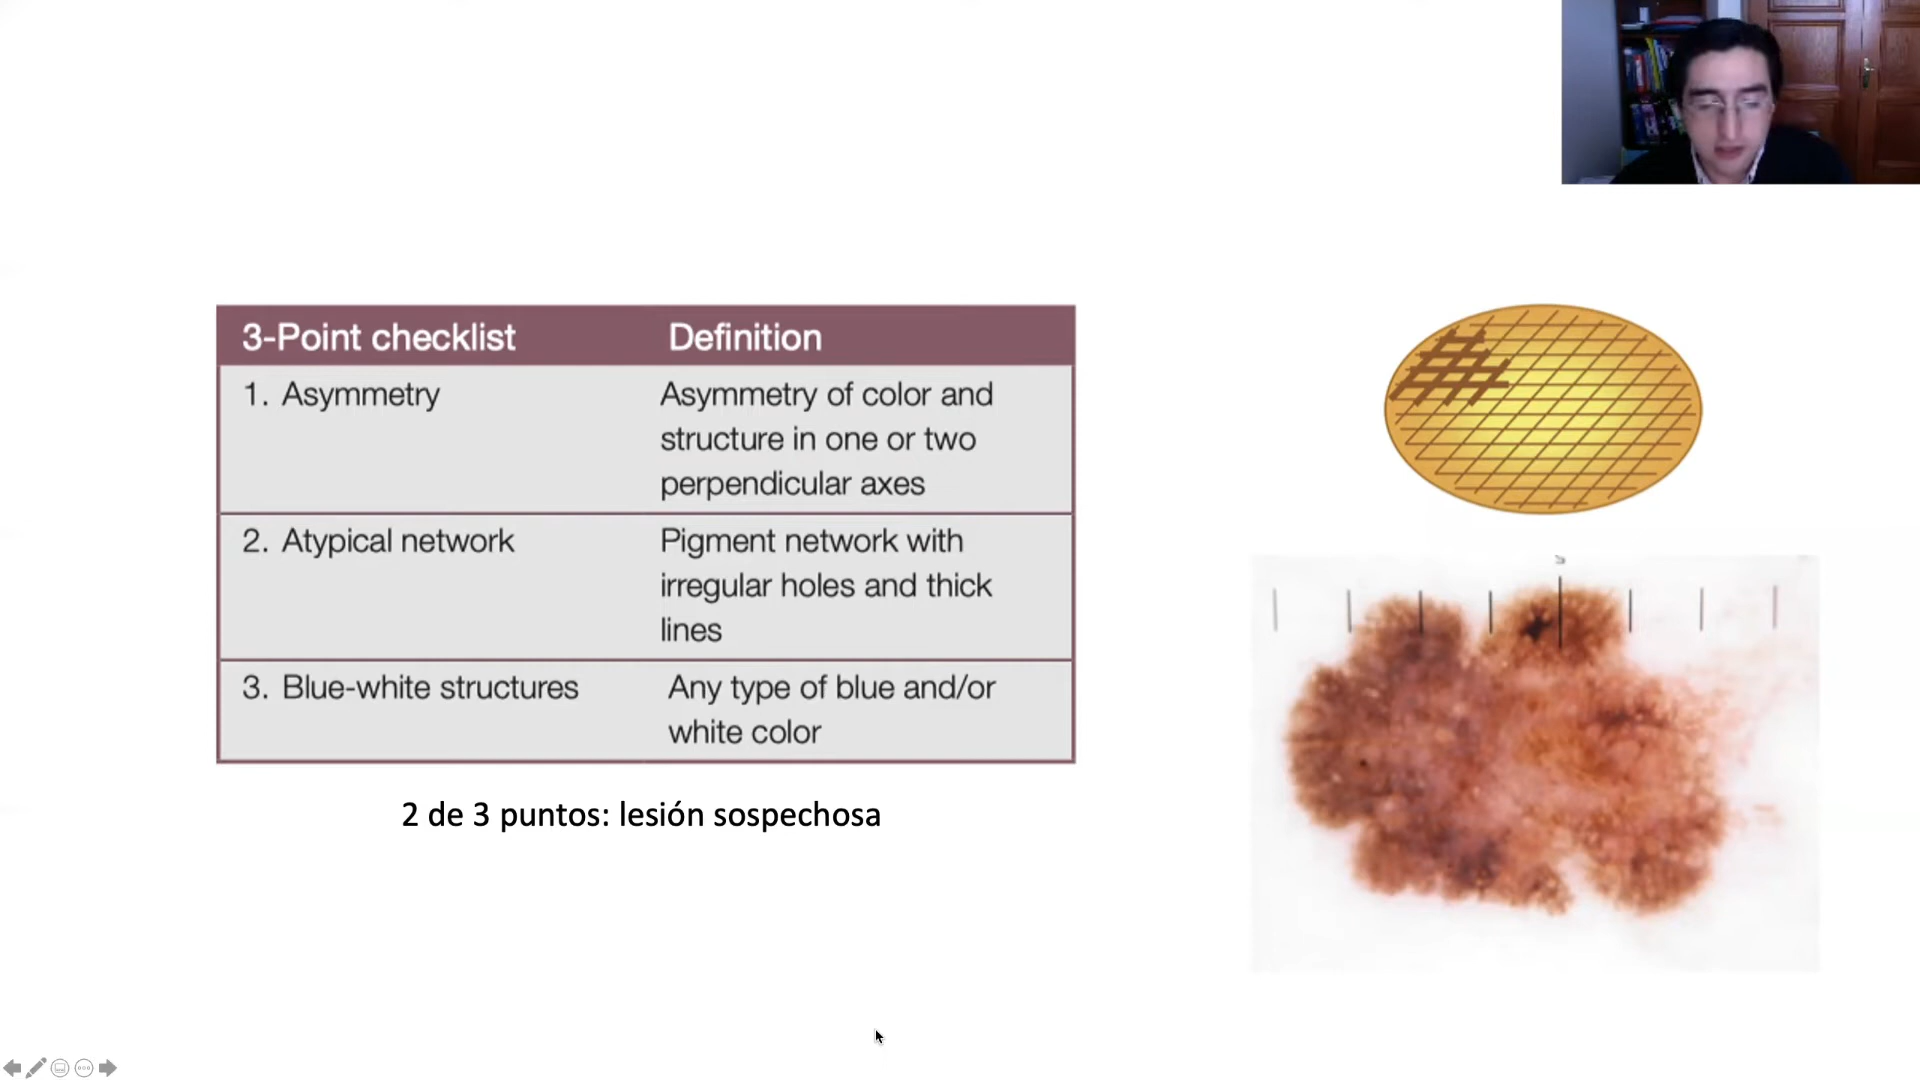 3-Point checklist Definition
1. Asymmetry Asymmetry of color and
structure in one or two
perpendicular axes
2. Atypical network Pigment network with
irregular holes and thick
lines
3. Blue-white structures Any type of blue and/or
white color
2 de 3 puntos: lesión sospechosa